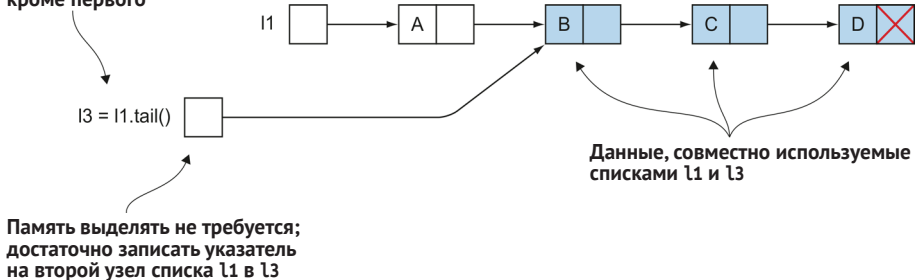 кроме первого
l1
A
B
C
D
l3 = l1.tail()
Данные, совместно используемые
списками l1 и l3
Память выделять не требуется;
достаточно записать указатель
на второй узел списка l1 в l3